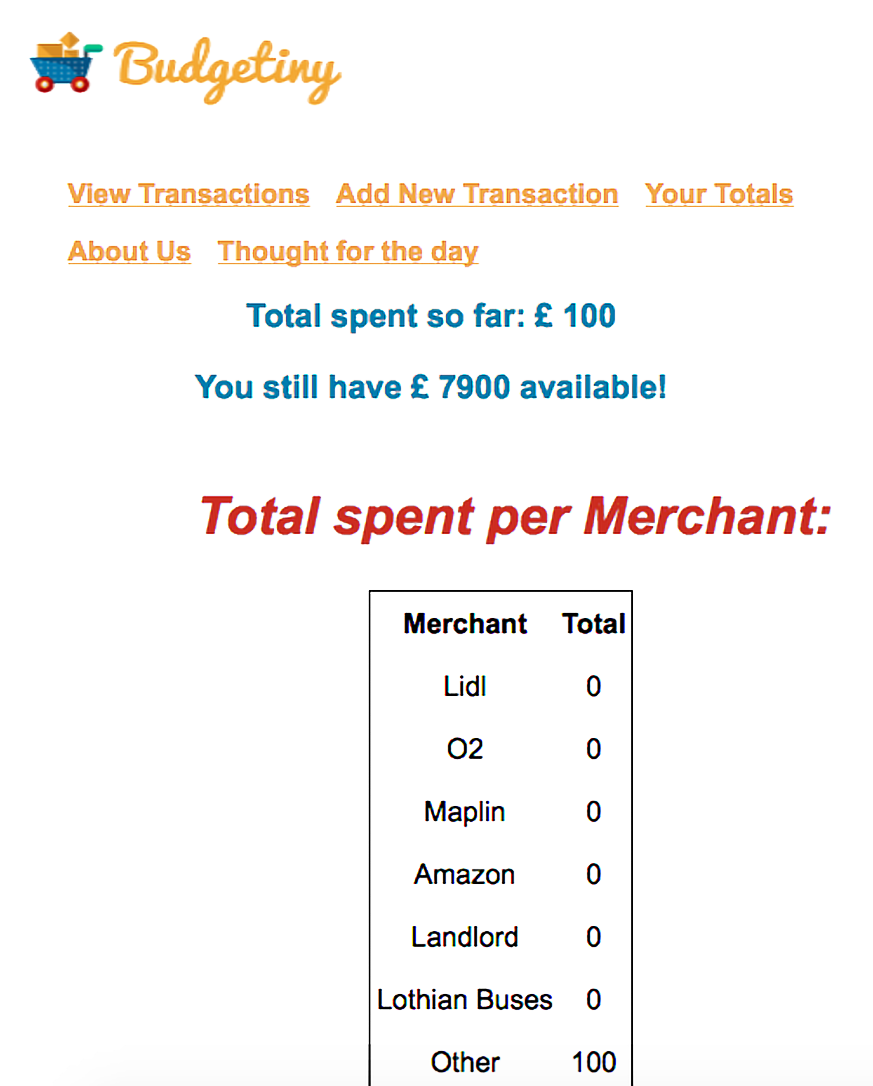 Budgetiny
View Transactions Add New Transaction Your Totals
About Us Thought for the day
Total spent so far: £ 100
You still have £ 7900 available!
Total spent per Merchant:
Merchant Total
Lidl 0
O2 0
Maplin 0
Amazon 0
Landlord 0
Lothian Buses 0
Other 100